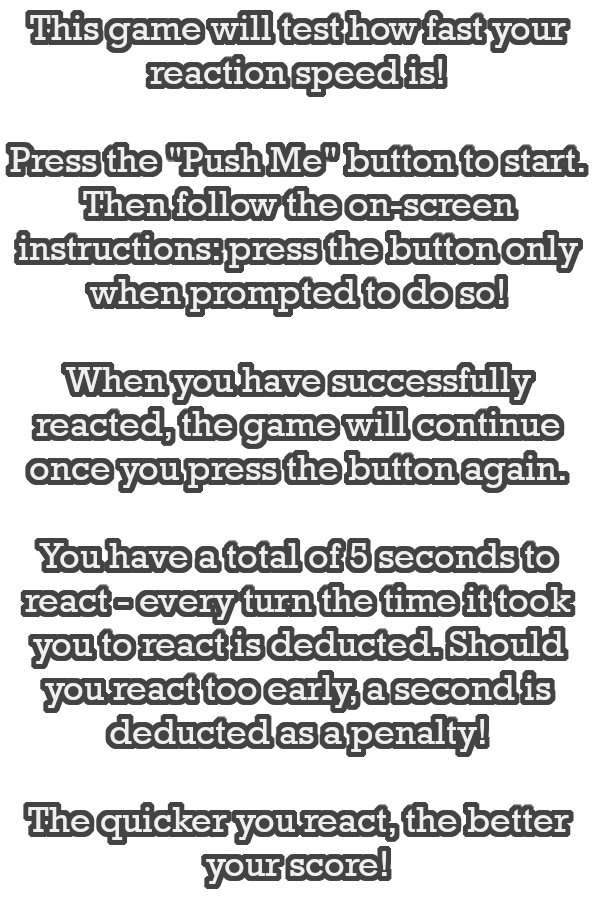 This game will test how fast your
reaction speed is!
Press the "Push Me" button to start.
Then follow the on-screen
instructions: press the button only
when prompted to do so!
When you have successfully
reacted, the game will continue
once you press the button again.
You have a total of 5 seconds to
react - every turn the time it took
you to react is deducted. Should
you react too early, a second is
deducted as a penalty!
The quicker you react, the better
your score!